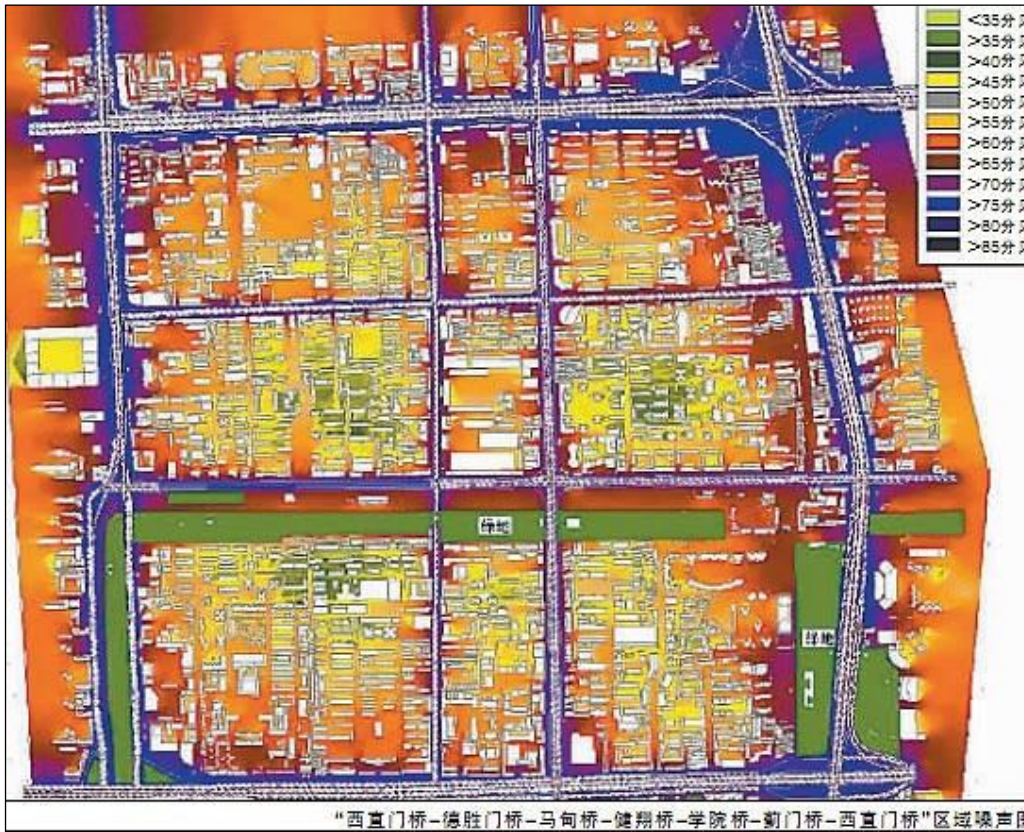 <35分
>35分
>40分
>45分
>50分
>55分
>60分
>65分
>70分
>75分
>80分
>85分
绿地
绿地
“西直门桥-德胜门桥-马甸桥-健翔桥-学院桥-蓟门桥-西直门桥”区域噪声